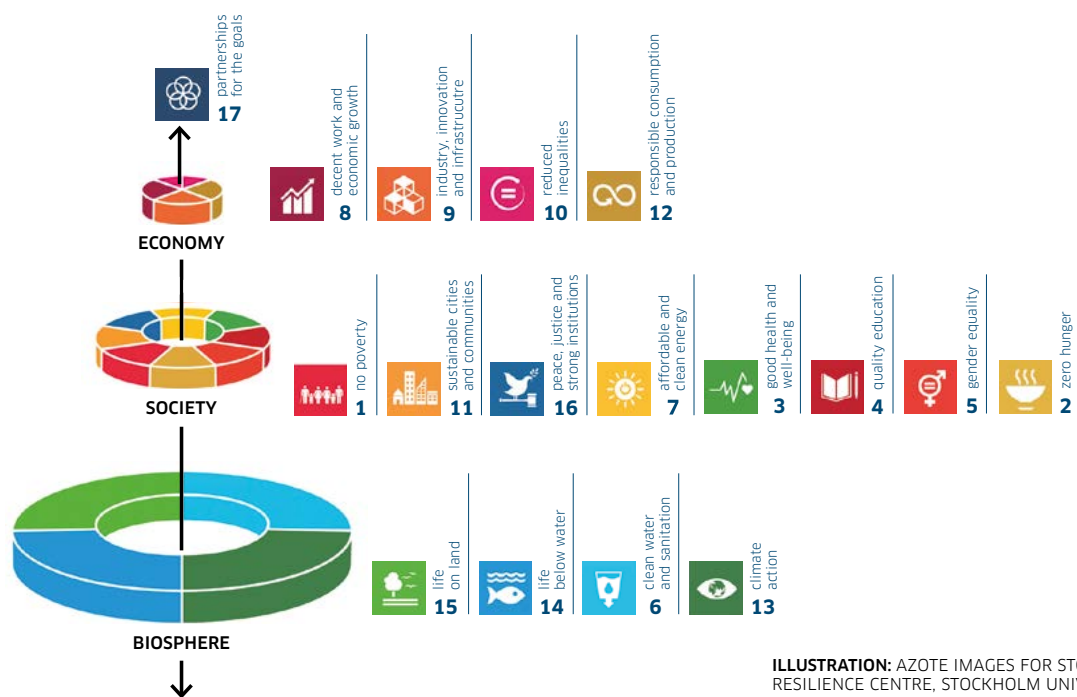 partnerships
for the goals
17
decent work and
economic growth
8
industry, innovation
and infrastrucutre
9
reduced
inequalities
10
responsible consumption
and production
12
ECONOMY
no poverty
1
sustainable cities
and communities
11
peace, justice and
strong institutions
16
affordable and
clean energy
7
good health and
well-being
3
quality education
4
gender equality
5
zero hunger
2
SOCIETY
life
on land
15
life
below water
14
clean water
and sanitation
6
climate
action
13
BIOSPHERE
ILLUSTRATION: AZOTE IMAGES FOR
RESILIENCE CENTRE, STOCKHOLM